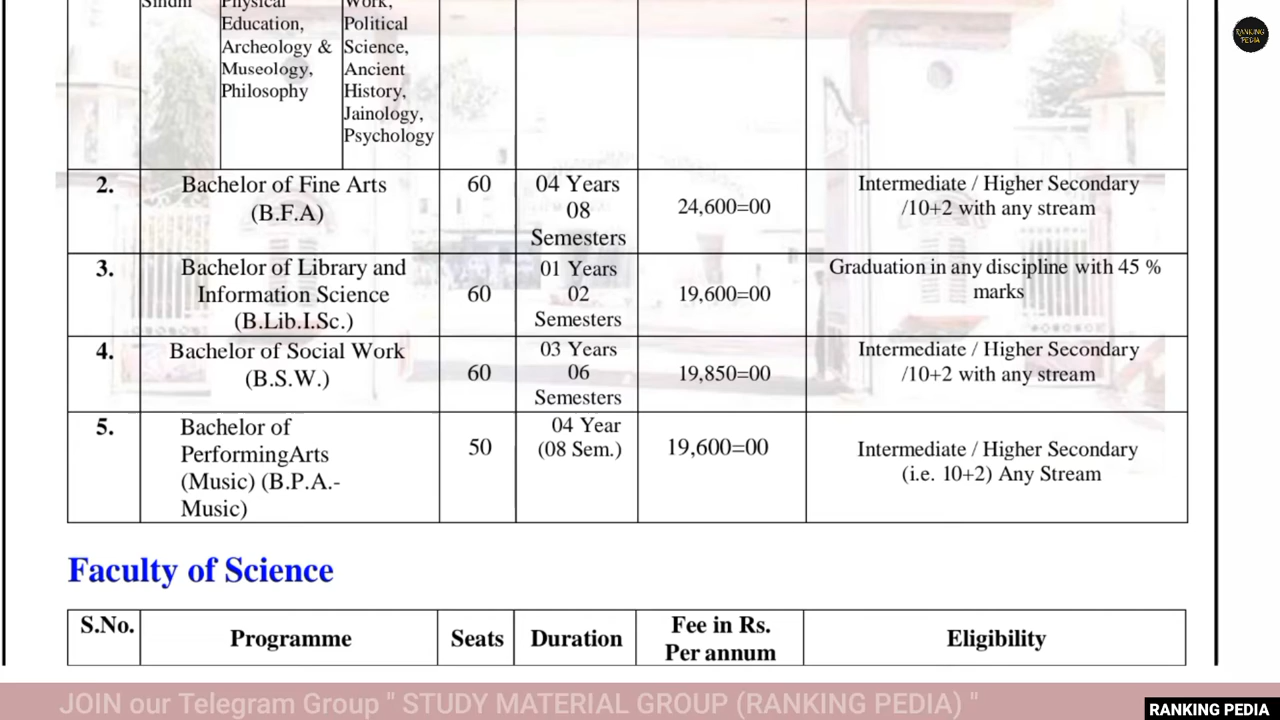 Sindhi
Physical
Education,
Archeology &
Museology,
Philosophy
Work,
Political
Science,
Ancient
History,
Jainology,
Psychology
2.
Bachelor of Fine Arts
(B.F.A)
60
04 Years
08
Semesters
24,600=00
Intermediate / Higher Secondary
/10+2 with any stream
3.
Bachelor of Library and
Information Science
(B.Lib.I.Sc.)
60
01 Years
02
Semesters
19,600=00
Graduation in any discipline with 45 %
marks
4.
Bachelor of Social Work
(B.S.W.)
60
03 Years
06
Semesters
19,850=00
Intermediate / Higher Secondary
/10+2 with any stream
5.
Bachelor of
PerformingArts
(Music) (B.P.A.-
Music)
50
04 Year
(08 Sem.)
19,600=00
Intermediate / Higher Secondary
(i.e. 10+2) Any Stream
Faculty of Science
S.No.
Programme
Seats
Duration
Fee in Rs.
Per annum
Eligibility
JOIN our Telegram Group " STUDY MATERIAL GROUP (RANKING PEDIA) "
RANKING PEDIA
RANKING
PEDIA